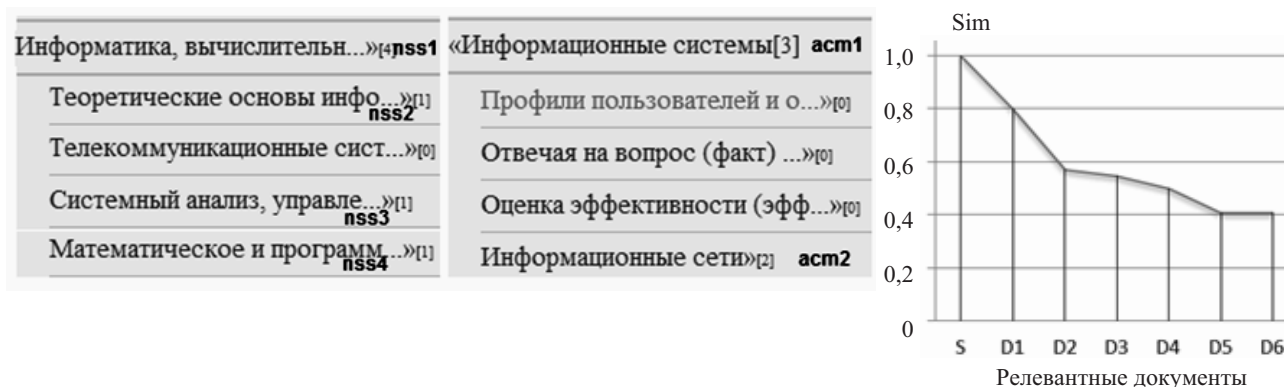 Информатика, вычислительн...»[4] nss1
Теоретические основы инфо...»[1]
nss2
Телекоммуникационные сист...»[0]
Системный анализ, управле...»[1]
nss3
Математическое и программ...»[1]
nss4
«Информационные системы[3] acm1
Профили пользователей и о...»[0]
Отвечая на вопрос (факт) ...»[0]
Оценка эффективности (эфф...»[0]
Информационные сети»[2] acm2
Sim
1,0
0,8
0,6
0,4
0,2
0
S D1 D2 D3 D4 D5 D6
Релевантные документы